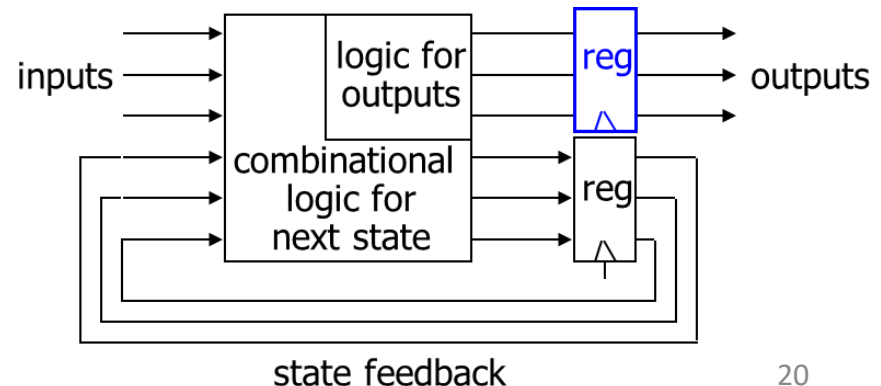 logic for
outputs
reg
inputs
outputs
combinational
logic for
next state
reg
state feedback
20